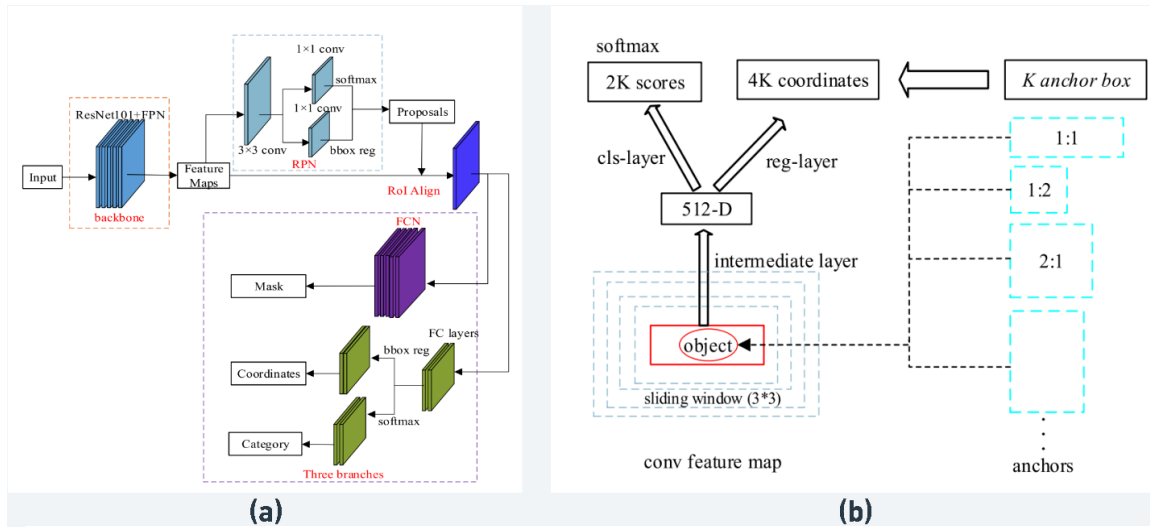 1×1 conv
softmax
1×1 conv
3×3 conv
bbox reg
RPN
Proposals
ResNet101+FPN
Input
Feature
Maps
backbone
RoI Align
FCN
Mask
FC layers
bbox reg
Coordinates
softmax
Category
Three branches
(a)
softmax
2K scores
4K coordinates
K anchor box
cls-layer
reg-layer
512-D
intermediate layer
object
sliding window (3*3)
conv feature map
1:1
1:2
2:1
anchors
(b)